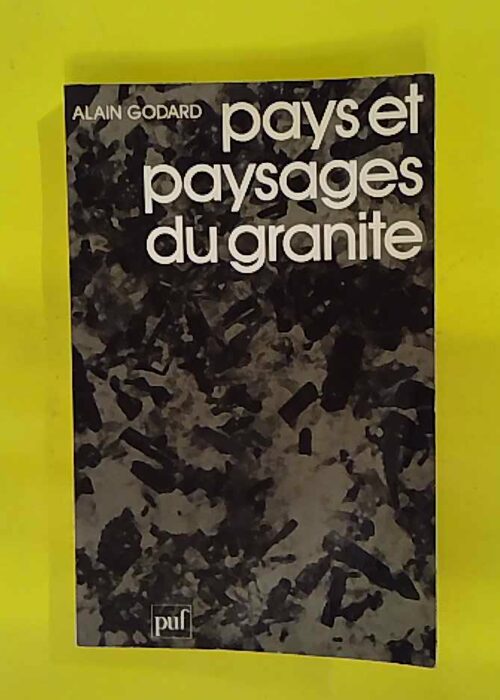 ALAIN GODARD
pays et
paysages
du granite
puf